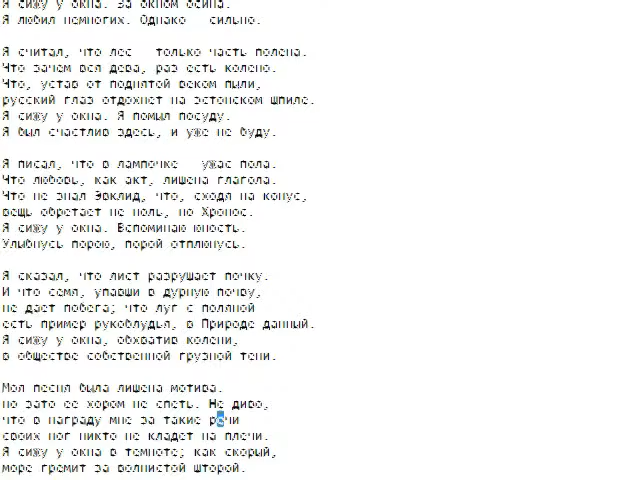 Я сижу у окна. За окном осина.
Я любил немногих. Однако   сильно.
Я считал, что лес   только часть полена.
Что зачем вся дева, раз есть колено.
Что, устав от поднятой веком пыли,
русский глаз отдохнет на эстонском шпиле.
Я сижу у окна. Я помыл посуду.
Я был счастлив здесь, и уже не буду.
Я писал, что в лампочке   ужас пола.
Что любовь, как акт, лишена глагола.
Что не знал Эвклид, что, сходя на конус,
вещь обретает не ноль, но Хронос.
Я сижу у окна. Вспоминаю юность.
Улыбнусь порою, порой отплюнусь.
Я сказал, что лист разрушает почку.
И что семя, упавши в дурную почву,
не дает побега; что луг с поляной
есть пример рукоблудья, в Природе данный.
Я сижу у окна, обхватив колени,
в обществе собственной грузной тени.
Моя песня была лишена мотива.
но зато ее хором не спеть. Не диво,
что в награду мне за такие речи
своих ног никто не кладет на плечи.
Я сижу у окна в темноте; как скорый,
море гремит за волнистой шторой.